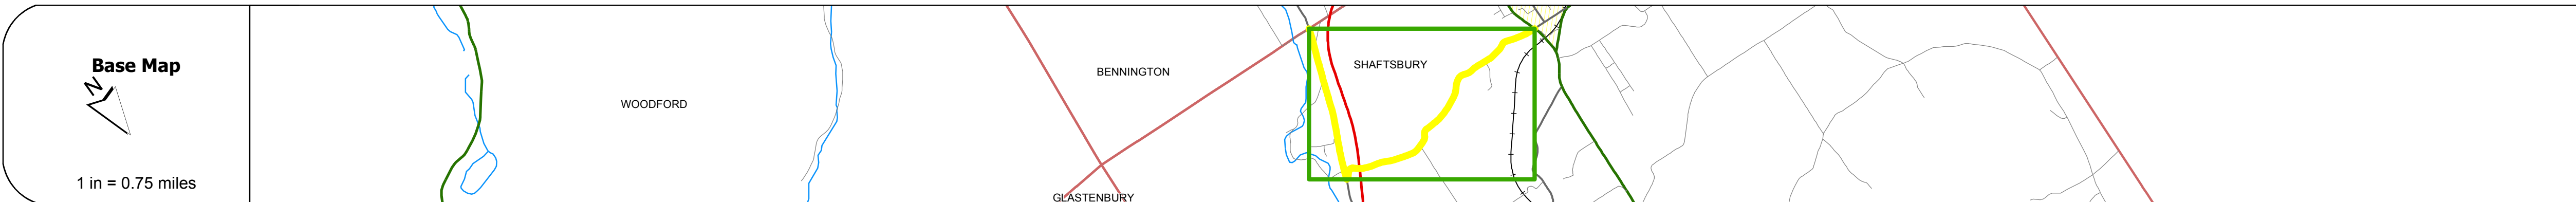 Base Map
N
1 in = 0.75 miles
WOODFORD
BENNINGTON
GLASTENBURY
SHAFTSBURY